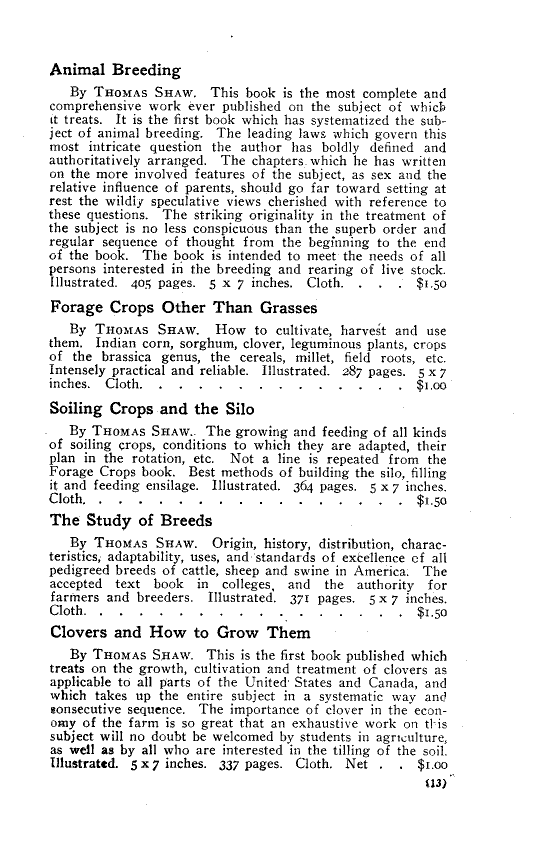 Animal Breeding
By THOMAS SHAW. This book is the most complete and
comprehensive work ever published on the subject of which
it treats. It is the first book which has systematized the sub-
ject of animal breeding. The leading laws which govern this
most intricate question the author has boldly defined and
authoritatively arranged. The chapters which he has written
on the more involved features of the subject, as sex and the
relative influence of parents, should go far toward setting at
rest the wildly speculative views cherished with reference to
these questions. The striking originality in the treatment of
the subject is no less conspicuous than the superb order and
regular sequence of thought from the beginning to the end
of the book. The book is intended to meet the needs of all
persons interested in the breeding and rearing of live stock.
Illustrated. 405 pages. 5 x 7 inches. Cloth. . . . $1.50
Forage Crops Other Than Grasses
By THOMAS SHAW. How to cultivate, harvest and use
them. Indian corn, sorghum, clover, leguminous plants, crops
of the brassica genus, the cereals, millet, field roots, etc.
Intensely practical and reliable. Illustrated. 287 pages. 5 x 7
inches. Cloth. . . . . . . . . . . . . . $1.00
Soiling Crops and the Silo
By THOMAS SHAW. The growing and feeding of all kinds
of soiling crops, conditions to which they are adapted, their
plan in the rotation, etc. Not a line is repeated from the
Forage Crops book. Best methods of building the silo, filling
it and feeding ensilage. Illustrated. 364 pages. 5 x 7 inches.
Cloth. . . . . . . . . . . . . . . . . $1.50
The Study of Breeds
By THOMAS SHAW. Origin, history, distribution, charac-
teristics, adaptability, uses, and standards of excellence of all
pedigreed breeds of cattle, sheep and swine in America. The
accepted text book in colleges, and the authority for
farmers and breeders. Illustrated. 371 pages. 5 x 7 inches.
Cloth. . . . . . . . . . . . . . . . . $1.50
Clovers and How to Grow Them
By THOMAS SHAW. This is the first book published which
treats on the growth, cultivation and treatment of clovers as
applicable to all parts of the United States and Canada, and
which takes up the entire subject in a systematic way and
consecutive sequence. The importance of clover in the econ-
omy of the farm is so great that an exhaustive work on this
subject will no doubt be welcomed by students in agriculture,
as well as by all who are interested in the tilling of the soil.
Illustrated. 5 x 7 inches. 337 pages. Cloth. Net . . $1.00
(13)